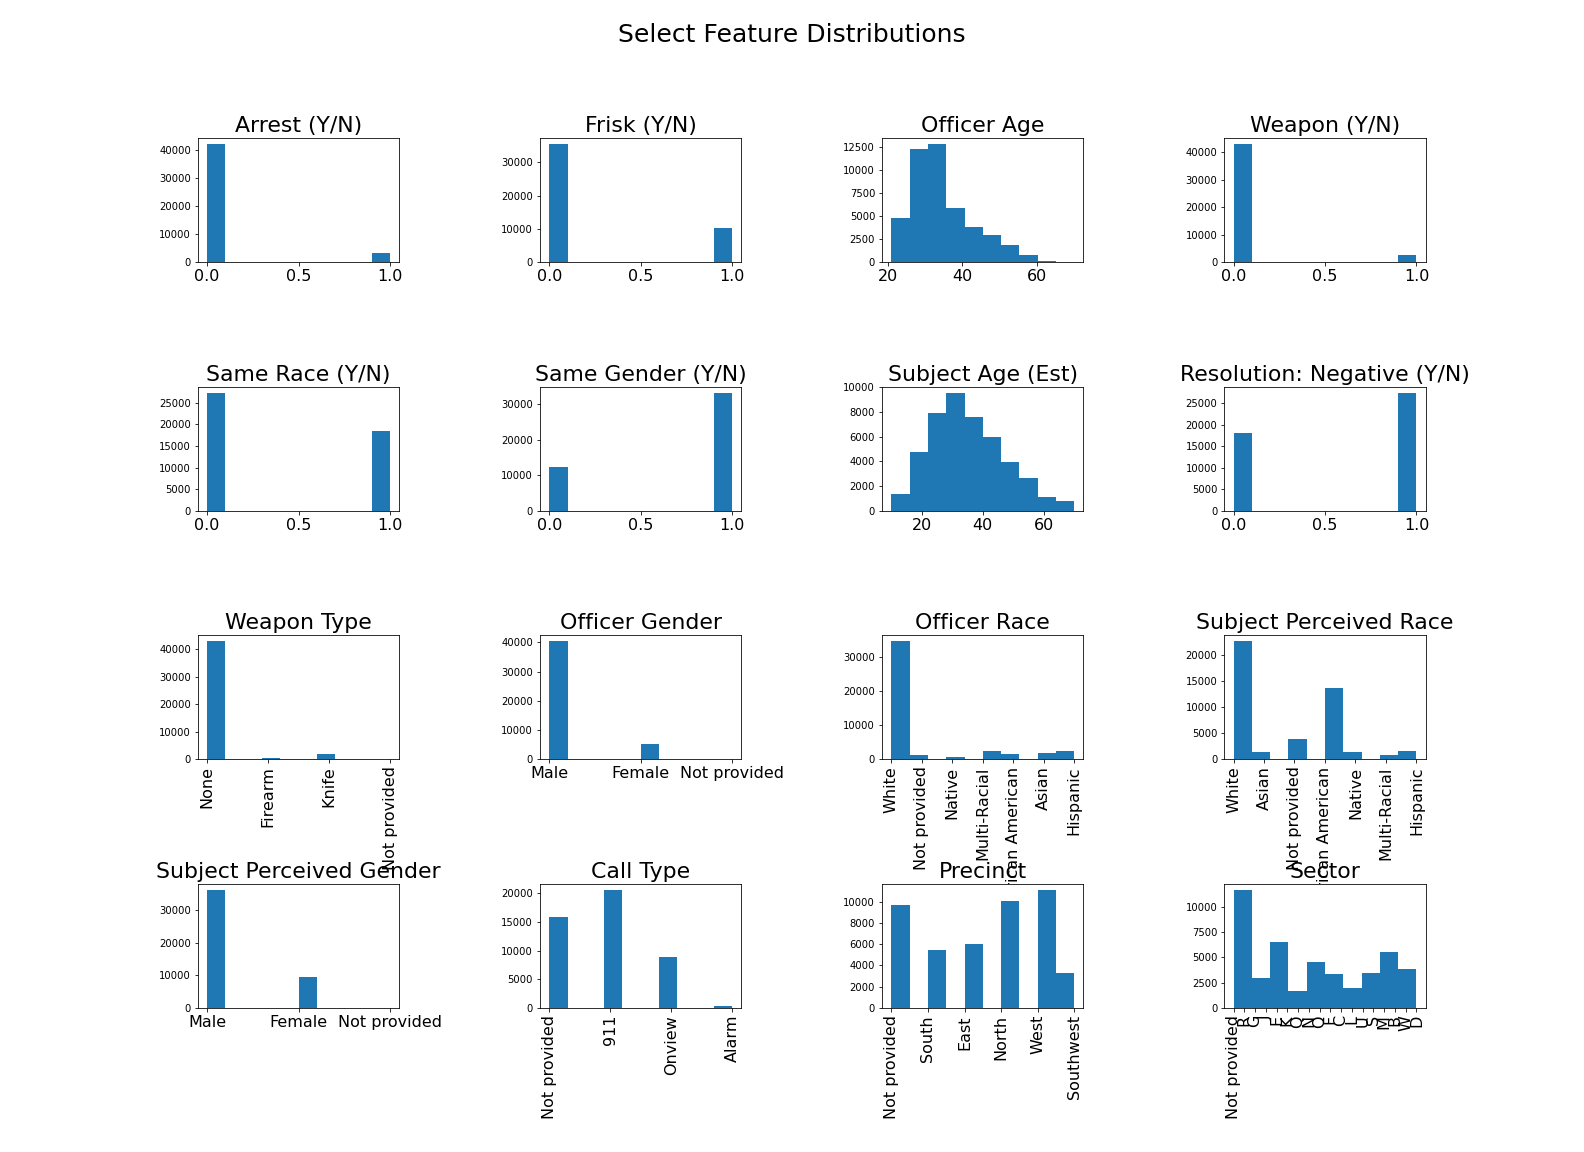 Select Feature Distributions
Arrest (Y/N)
40000
30000
20000
10000
0
0.0 0.5 1.0
Frisk (Y/N)
30000
20000
10000
0
0.0 0.5 1.0
Officer Age
12500
10000
7500
5000
2500
0
20 40 60
Weapon (Y/N)
40000
30000
20000
10000
0
0.0 0.5 1.0
Same Race (Y/N)
25000
20000
15000
10000
5000
0
0.0 0.5 1.0
Same Gender (Y/N)
30000
20000
10000
0
0.0 0.5 1.0
Subject Age (Est)
10000
8000
6000
4000
2000
0
20 40 60
Resolution: Negative (Y/N)
25000
20000
15000
10000
5000
0
0.0 0.5 1.0
Weapon Type
40000
30000
20000
10000
0
None
Firearm
Knife
Not provided
Officer Gender
40000
30000
20000
10000
0
Male Female Not provided
Officer Race
30000
20000
10000
0
White
Not provided
Native
Multi-Racial
American
Asian
Hispanic
Subject Perceived Race
20000
15000
10000
5000
0
White
Asian
Not provided
American
Native
Multi-Racial
Hispanic
Subject Perceived Gender
30000
20000
10000
0
Male Female Not provided
Call Type
20000
15000
10000
5000
0
Not provided
911
Onview
Alarm
Precinct
10000
8000
6000
4000
2000
0
Not provided
South
East
North
West
Southwest
Sector
10000
7500
5000
2500
0
Not provided
G
J
K
N
C
L
U
S
M
W
D